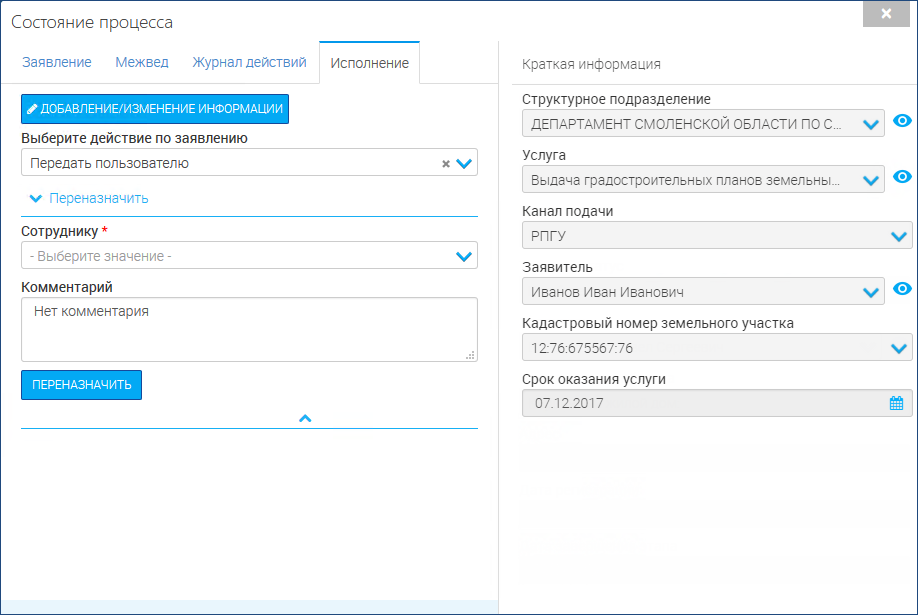 Состояние процесса
Заявление
Межвед
Журнал действий
Исполнение
ДОБАВЛЕНИЕ/ИЗМЕНЕНИЕ ИНФОРМАЦИИ
Выберите действие по заявлению
Передать пользователю
Переназначить
Сотруднику *
- Выберите значение -
Комментарий
Нет комментария
ПЕРЕНАЗНАЧИТЬ
Краткая информация
Структурное подразделение
ДЕПАРТАМЕНТ СМОЛЕНСКОЙ ОБЛАСТИ ПО С...
Услуга
Выдача градостроительных планов земельны...
Канал подачи
РПГУ
Заявитель
Иванов Иван Иванович
Кадастровый номер земельного участка
12:76:675567:76
Срок оказания услуги
07.12.2017